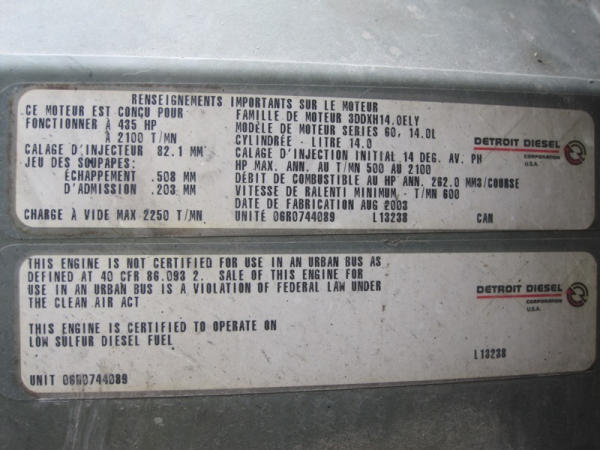 RENSEIGNEMENTS IMPORTANTS SUR LE MOTEUR
CE MOTEUR EST CONÇU POUR
FONCTIONNER À 435 HP
À 2100 T/MN
CALAGE D'INJECTEUR 82.1 MM
JEU DES SOUPAPES:
ÉCHAPPEMENT .508 MM
D'ADMISSION .203 MM
CHARGE À VIDE MAX 2250 T/MN
FAMILLE DE MOTEUR 3DDXH14.0ELY
MODÈLE DE MOTEUR SERIES 60, 14.0L
CYLINDRÉE - LITRE 14.0
CALAGE D'INJECTION INITIAL 14 DEG. AV. PH
HP MAX. ANN. AU T/MN 500 AU 2100
DÉBIT DE COMBUSTIBLE AU HP ANN. 262.0 MM3/COURSE
VITESSE DE RALENTI MINIMUM - T/MN 600
DATE DE FABRICATION AUG 2003
UNITÉ 06R0744089 L13238 CAN
DETROIT DIESEL
CORPORATION
U.S.A.
THIS ENGINE IS NOT CERTIFIED FOR USE IN AN URBAN BUS AS
DEFINED AT 40 CFR 86.093 2. SALE OF THIS ENGINE FOR
USE IN AN URBAN BUS IS A VIOLATION OF FEDERAL LAW UNDER
THE CLEAN AIR ACT
THIS ENGINE IS CERTIFIED TO OPERATE ON
LOW SULFUR DIESEL FUEL
UNIT 06R0744089
DETROIT DIESEL
CORPORATION
U.S.A.
L13238